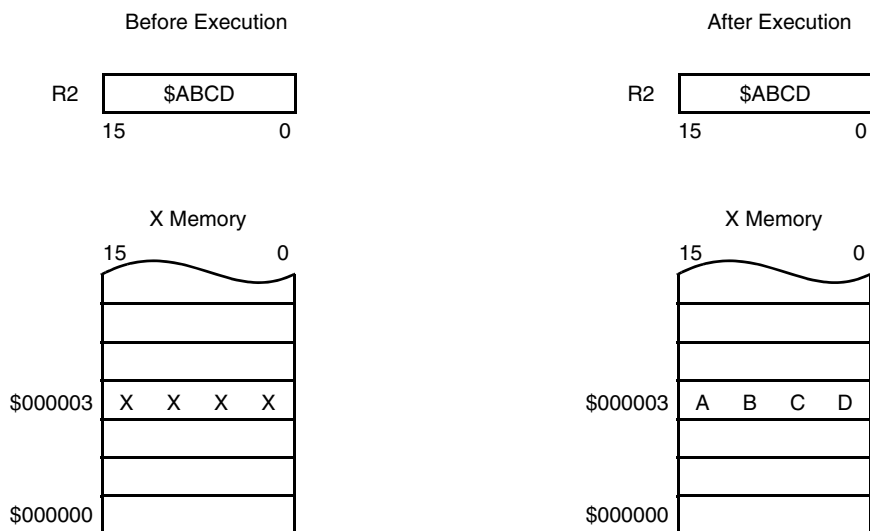 Before Execution
After Execution
R2 $ABCD
15 0
R2 $ABCD
15 0
X Memory
15 0
X Memory
15 0
$000003 X X X X
$000003 A B C D
$000000
$000000